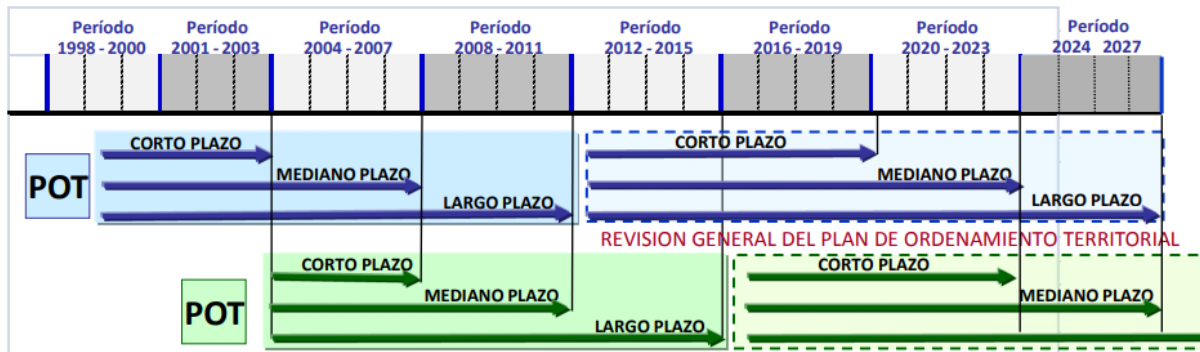 Período
1998 - 2000
Período
2001 - 2003
Período
2004 - 2007
Período
2008 - 2011
Período
2012 - 2015
Período
2016 - 2019
Período
2020 - 2023
Período
2024 2027
POT
CORTO PLAZO
MEDIANO PLAZO
LARGO PLAZO
CORTO PLAZO
MEDIANO PLAZO
LARGO PLAZO
REVISION GENERAL DEL PLAN DE ORDENAMIENTO TERRITORIAL
POT
CORTO PLAZO
MEDIANO PLAZO
LARGO PLAZO
CORTO PLAZO
MEDIANO PLAZO